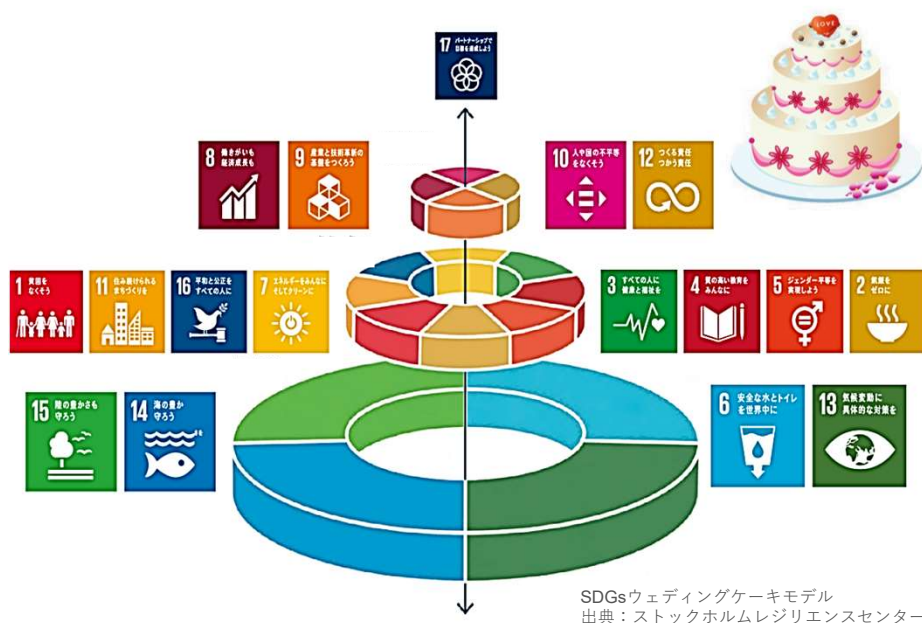 17 パートナーシップで
目標を達成しよう
LOVE
8 働きがいも
経済成長も
9 産業と技術革新の
基盤をつくろう
10 人や国の不平等
をなくそう
12 つくる責任
つかう責任
1 貧困を
なくそう
11 住み続けられる
まちづくりを
16 平和と公正を
すべての人に
7 エネルギーをみんなに
そしてクリーンに
3 すべての人に
健康と福祉を
4 質の高い教育を
みんなに
5 ジェンダー平等を
実現しよう
2 飢餓を
ゼロに
15 陸の豊かさも
守ろう
14 海の豊か
守ろう
6 安全な水とトイレ
を世界中に
13 気候変動に
具体的な対策を
SDGsウェディングケーキモデル
出典：ストックホルムレジリエンスセンター